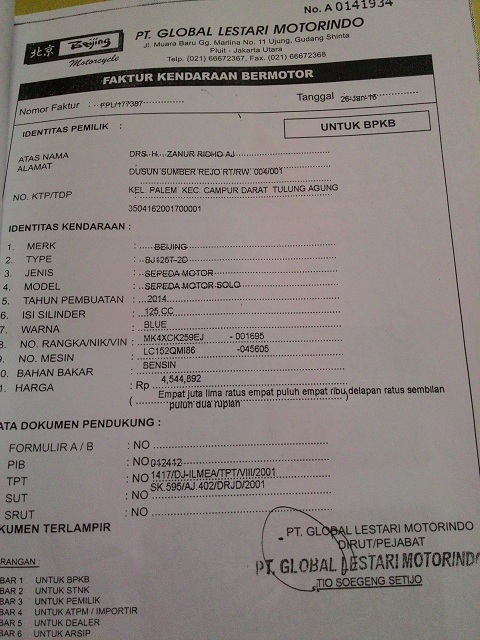 No. A 0141934
北京 Beijing
Motorcycle
PT. GLOBAL LESTARI MOTORINDO
Jl. Muara Baru Gg. Marlina No. 11 Ujung, Gudang Shinta
Pluit - Jakarta Utara
Telp. (021) 66672367, Fax. (021) 66672368
FAKTUR KENDARAAN BERMOTOR
Nomor Faktur : FPL/177387 Tanggal 26-Jan-16
IDENTITAS PEMILIK :
UNTUK BPKB
ATAS NAMA DRS. H. ZANUR RIDHO AJ
ALAMAT DUSUN SUMBER REJO RT/RW. 004/001
KEL. PALEM KEC. CAMPUR DARAT TULUNG AGUNG
NO. KTP/TDP
3504162001700001
IDENTITAS KENDARAAN :
1. MERK : BEIJING
2. TYPE : BJ125T-2D
3. JENIS : SEPEDA MOTOR
4. MODEL : SEPEDA MOTOR SOLO
5. TAHUN PEMBUATAN : 2014
6. ISI SILINDER : 125 CC
7. WARNA : BLUE
8. NO. RANGKA/NIK/VIN : MK4XCK259EJ - 001695
9. NO. MESIN : LC152QMI86 -045605
0. BAHAN BAKAR : BENSIN
1. HARGA : Rp 4,544,892
( Empat juta lima ratus empat puluh empat ribu delapan ratus sembilan )
puluh dua rupiah
ATA DOKUMEN PENDUKUNG :
FORMULIR A / B : NO
PIB : NO 012412
TPT : NO 1417/DJ-ILMEA/TPT/VIII/2001
SUT : NO SK.595/AJ.402/DRJD/2001
SRUT : NO
KUMEN TERLAMPIR
PT. GLOBAL LESTARI MOTORINDO
DIRUT/PEJABAT
PT. GLOBAL LESTARI MOTORINDO
TIO SOEGENG SETIJO
ERANGAN :
BAR 1 UNTUK BPKB
BAR 2 UNTUK STNK
BAR 3 UNTUK PEMILIK
BAR 4 UNTUK ATPM / IMPORTIR
BAR 5 UNTUK DEALER
BAR 6 UNTUK ARSIP